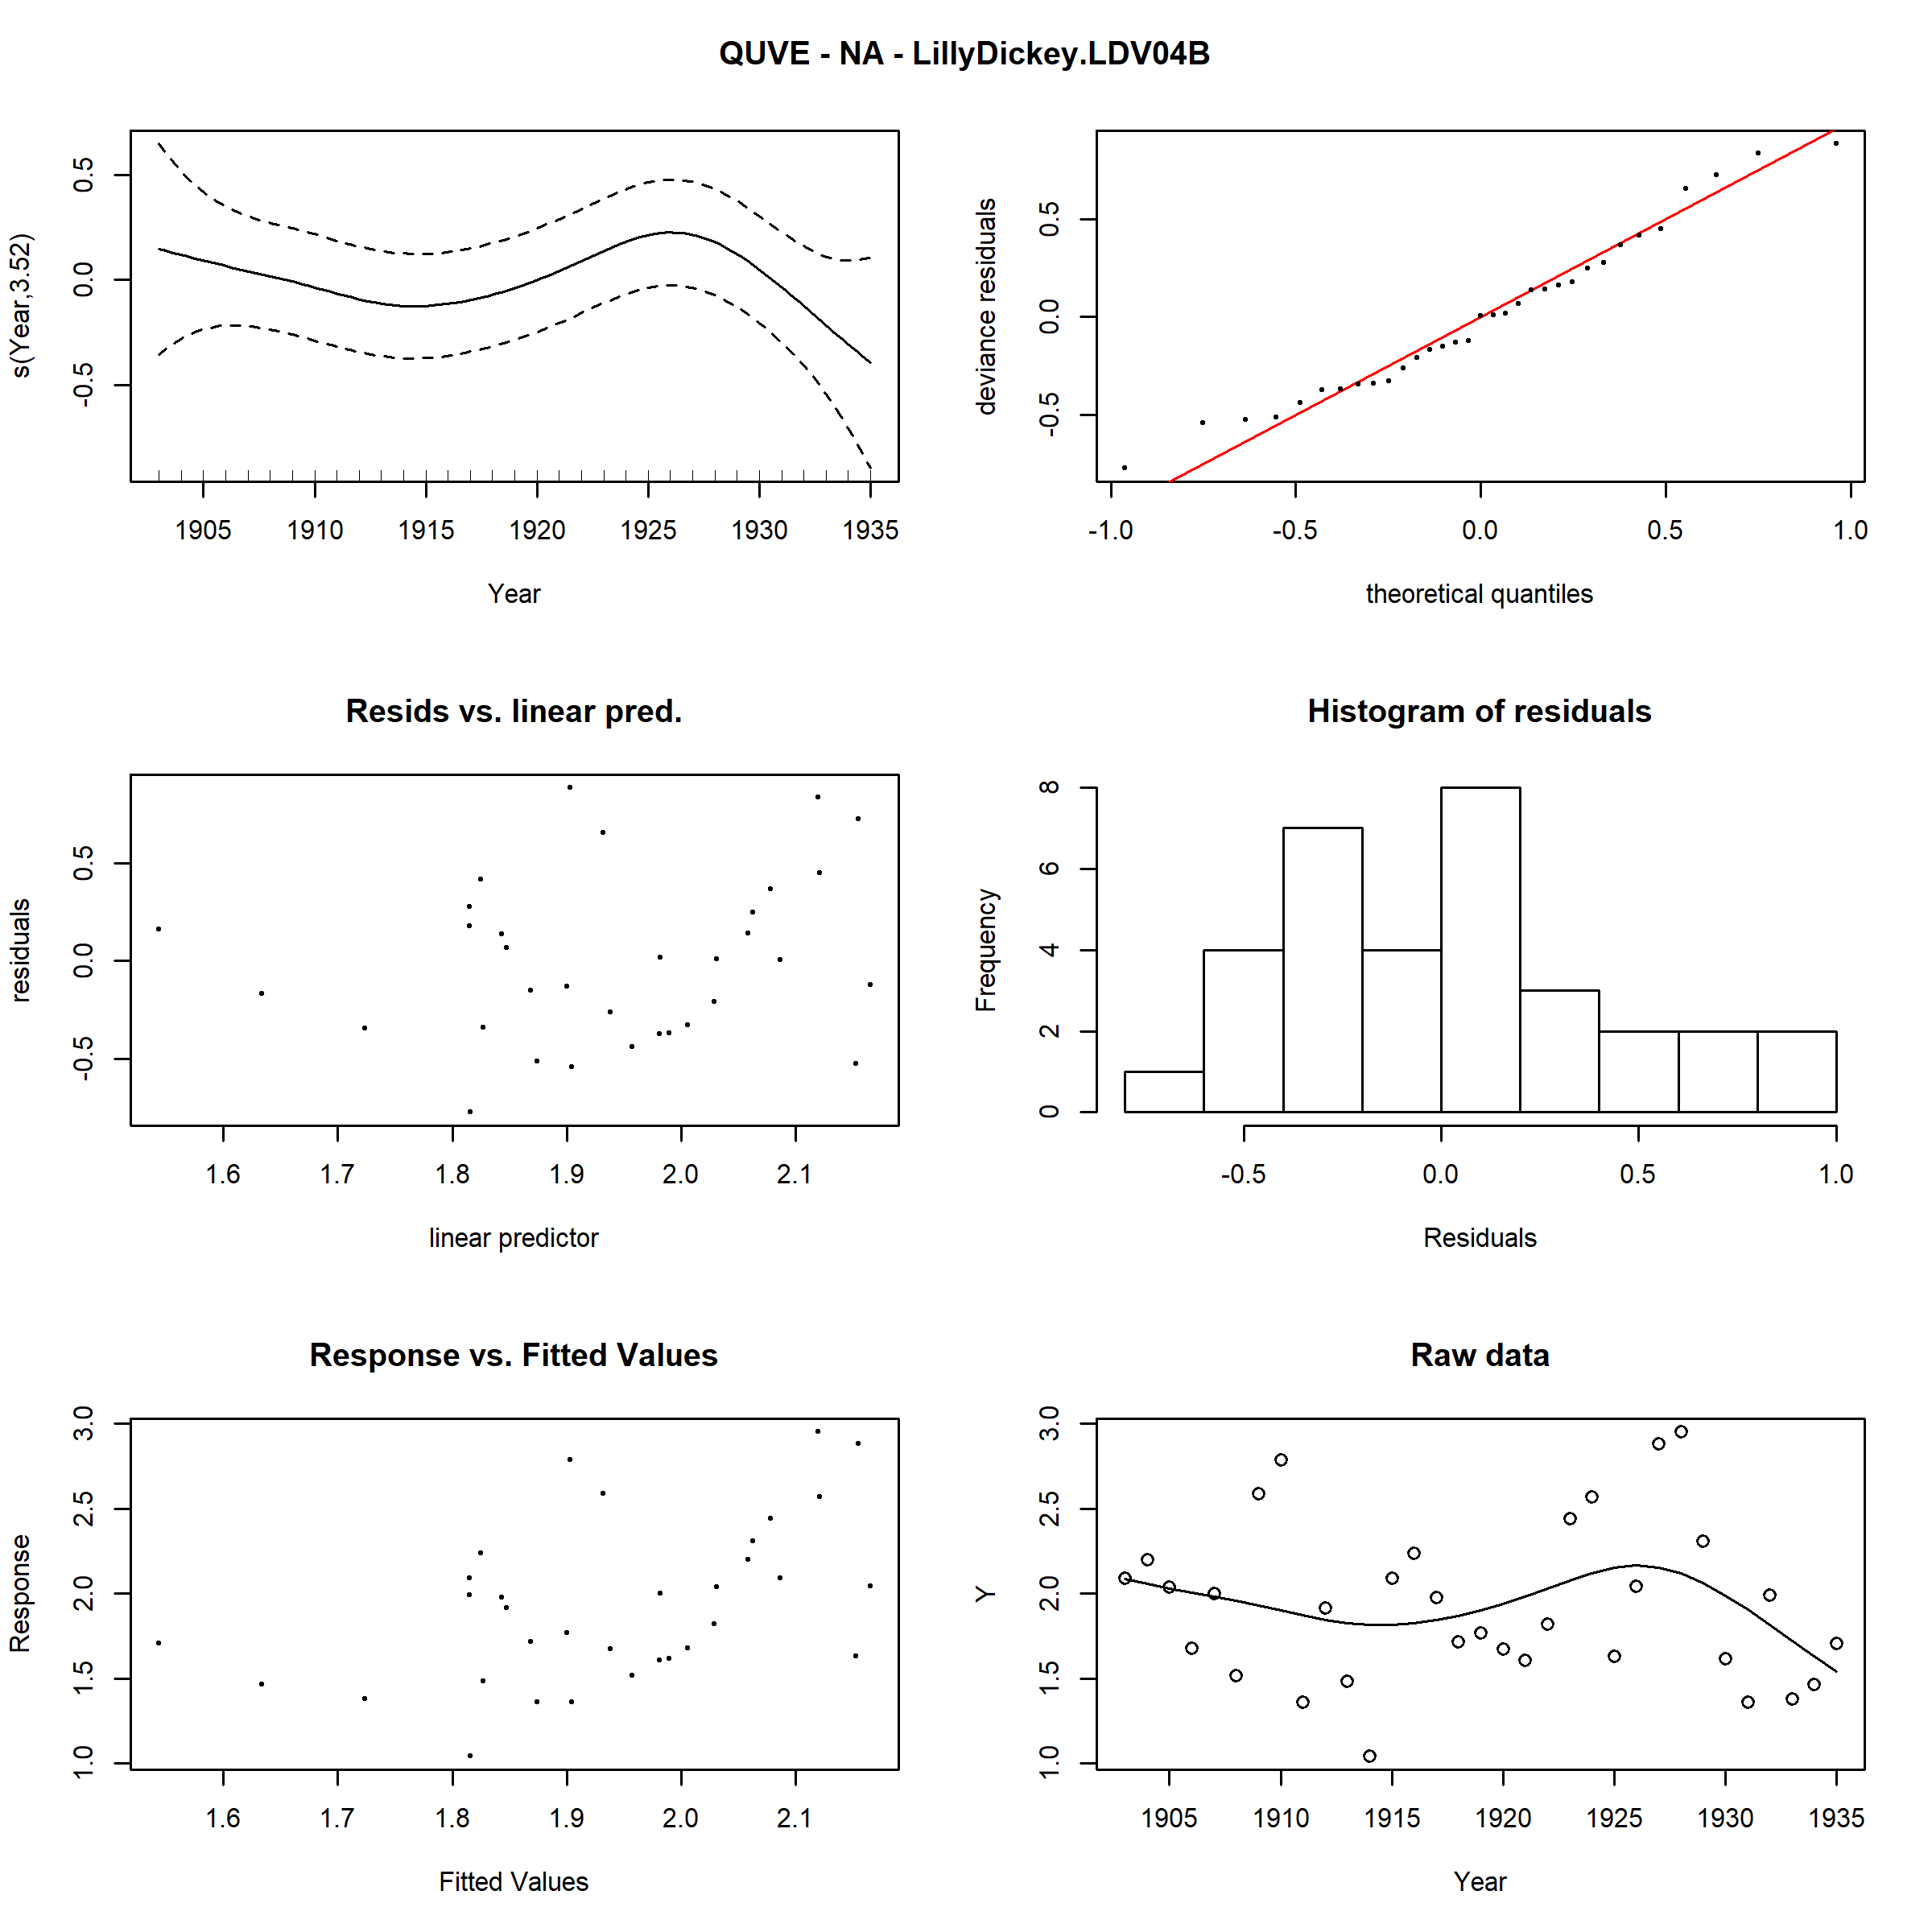 QUVE - NA - LillyDickey.LDV04B
s(Year,3.52)
0.5
0.0
-0.5
1905 1910 1915 1920 1925 1930 1935
Year
deviance residuals
0.5
0.0
-0.5
-1.0 -0.5 0.0 0.5 1.0
theoretical quantiles
Resids vs. linear pred.
residuals
0.5
0.0
-0.5
1.6 1.7 1.8 1.9 2.0 2.1
linear predictor
Histogram of residuals
Frequency
8
6
4
2
0
-0.5 0.0 0.5 1.0
Residuals
Response vs. Fitted Values
Response
3.0
2.5
2.0
1.5
1.0
1.6 1.7 1.8 1.9 2.0 2.1
Fitted Values
Raw data
Y
3.0
2.5
2.0
1.5
1.0
1905 1910 1915 1920 1925 1930 1935
Year